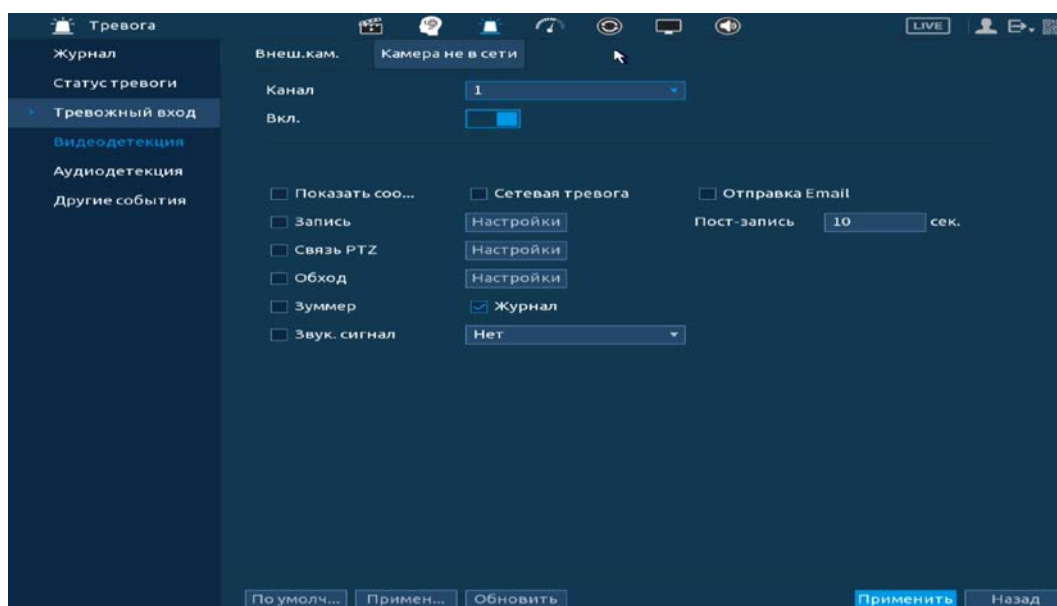 Тревога
LIVE
Журнал
Статус тревоги
Тревожный вход
Видеодетекция
Аудиодетекция
Другие события
Внеш.кам.
Камера не в сети
Канал
1
Вкл.
Показать соо...
Сетевая тревога
Отправка Email
Запись
Настройки
Пост-запись
10
сек.
Связь PTZ
Настройки
Обход
Настройки
Зуммер
Журнал
Звук. сигнал
Нет
По умолч...
Примен...
Обновить
Применить
Назад